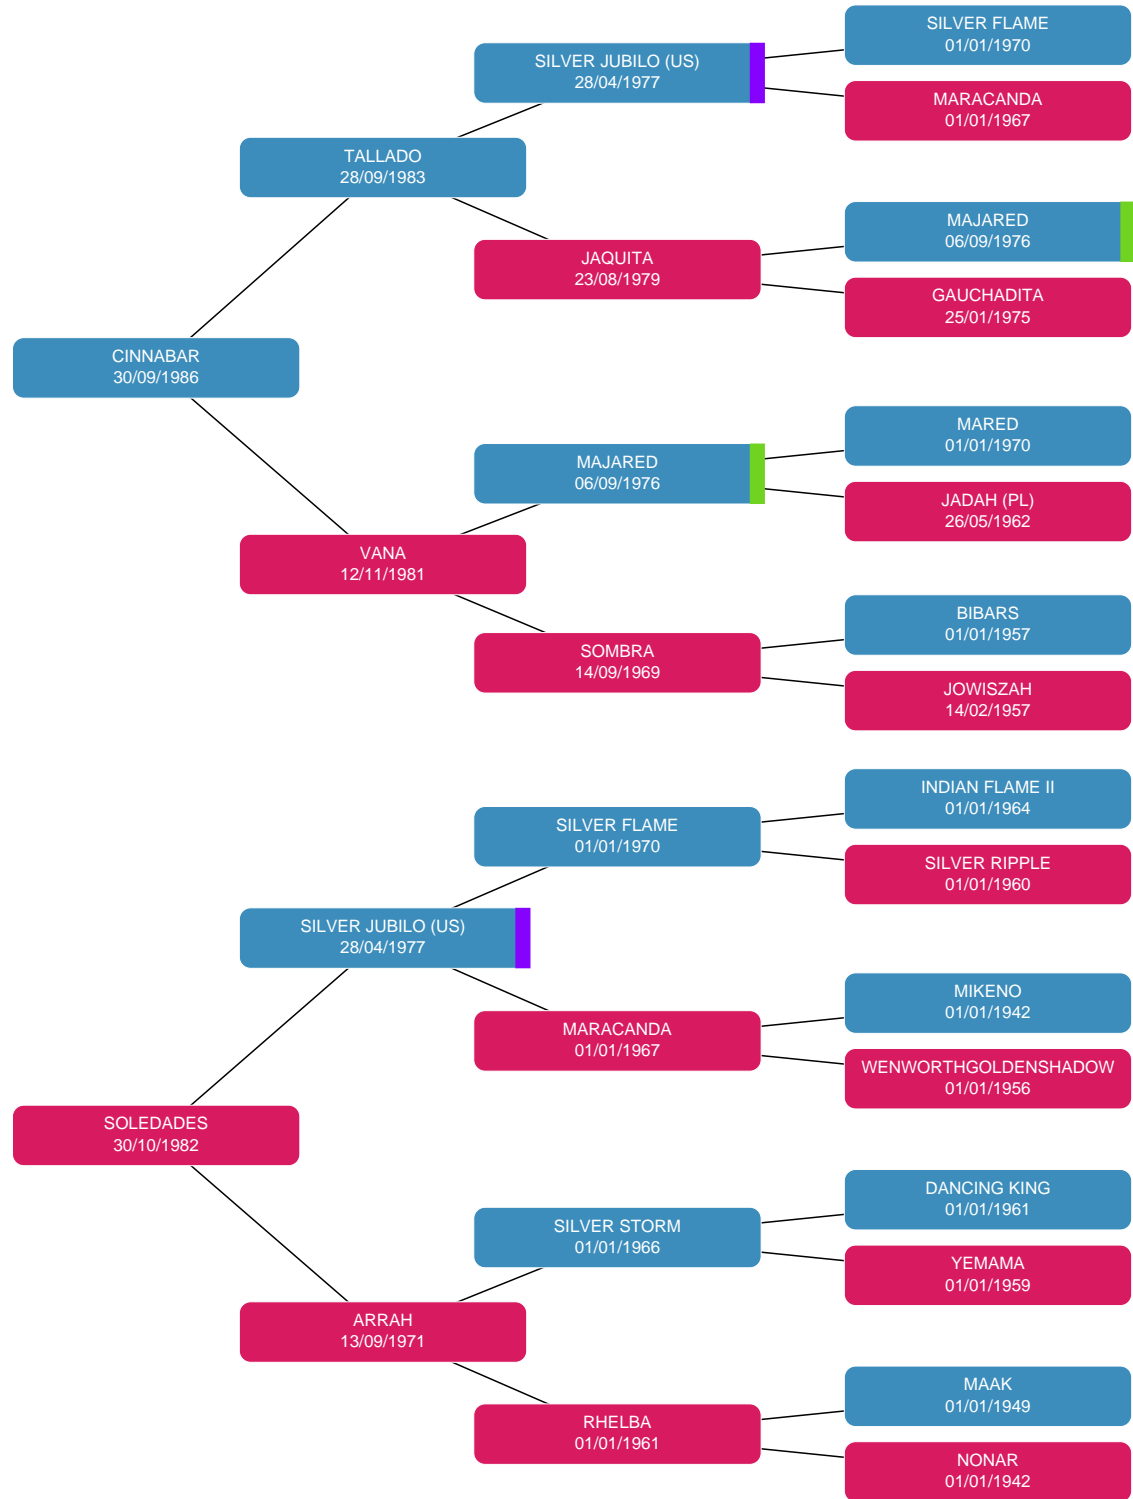 SILVER FLAME
01/01/1970
SILVER JUBILO (US)
28/04/1977
MARACANDA
01/01/1967
TALLADO
28/09/1983
MAJARED
06/09/1976
JAQUITA
23/08/1979
GAUCHADITA
25/01/1975
CINNABAR
30/09/1986
MARED
01/01/1970
MAJARED
06/09/1976
JADAH (PL)
26/05/1962
VANA
12/11/1981
BIBARS
01/01/1957
SOMBRA
14/09/1969
JOWISZAH
14/02/1957
INDIAN FLAME II
01/01/1964
SILVER FLAME
01/01/1970
SILVER RIPPLE
01/01/1960
SILVER JUBILO (US)
28/04/1977
MIKENO
01/01/1942
MARACANDA
01/01/1967
WENWORTHGOLDENSHADOW
01/01/1956
SOLEDADES
30/10/1982
DANCING KING
01/01/1961
SILVER STORM
01/01/1966
YEMAMA
01/01/1959
ARRAH
13/09/1971
MAAK
01/01/1949
RHELBA
01/01/1961
NONAR
01/01/1942